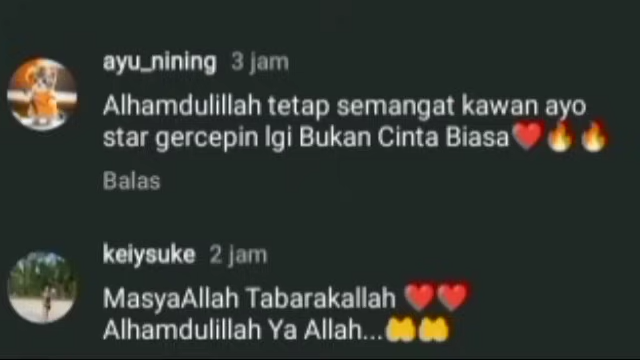 ayu_nining 3 jam
Alhamdulillah tetap semangat kawan ayo
star gercepin lgi Bukan Cinta Biasa❤️🔥🔥
Balas
keiysuke 2 jam
MasyaAllah Tabarakallah ❤️❤️
Alhamdulillah Ya Allah...🤲🤲